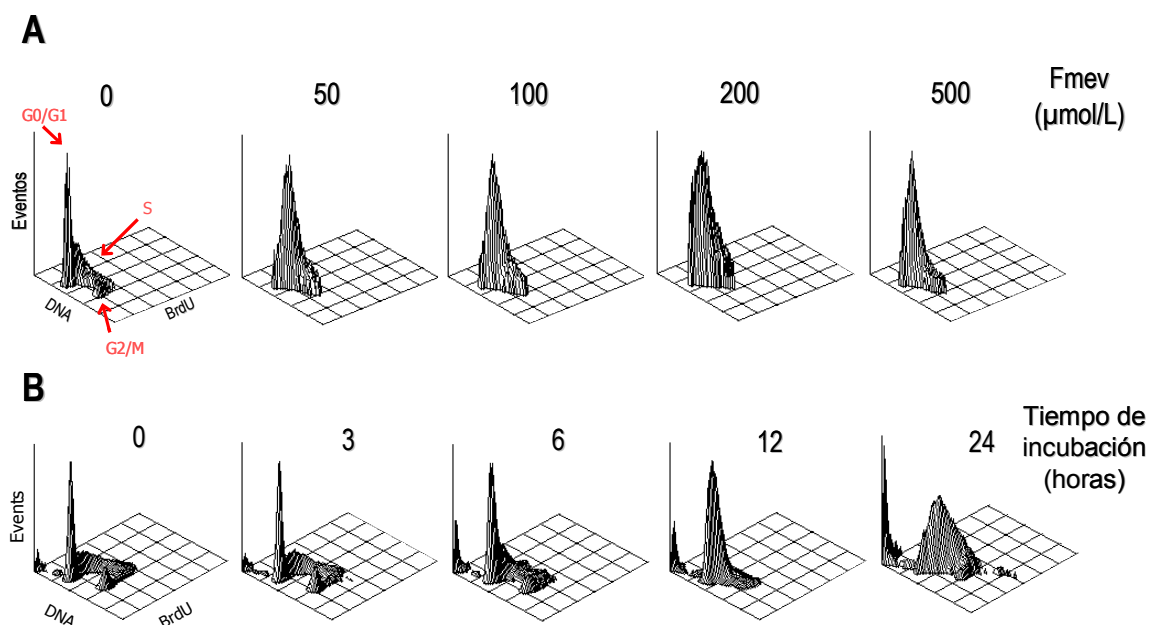 A
0
50
100
200
500
Fmev
(µmol/L)
G0/G1
S
Eventos
DNA
BrdU
G2/M
B
0
3
6
12
24
Tiempo de
incubación
(horas)
Events
DNA
BrdU